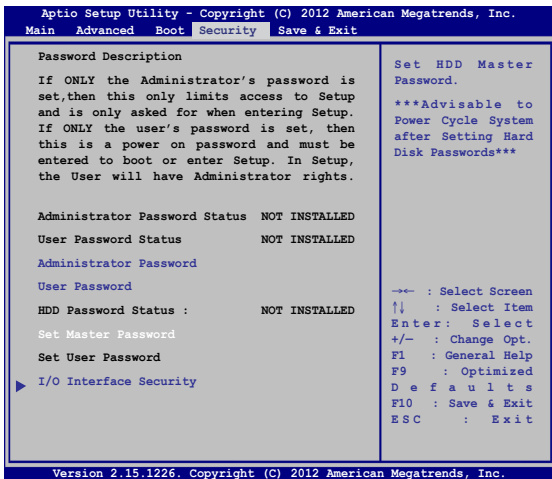 Aptio Setup Utility - Copyright (C) 2012 American Megatrends, Inc.
Main Advanced Boot Security Save & Exit
Password Description
If ONLY the Administrator's password is
set,then this only limits access to Setup
and is only asked for when entering Setup.
If ONLY the user's password is set, then
this is a power on password and must be
entered to boot or enter Setup. In Setup,
the User will have Administrator rights.
Administrator Password Status NOT INSTALLED
User Password Status NOT INSTALLED
Administrator Password
User Password
HDD Password Status : NOT INSTALLED
Set Master Password
Set User Password
I/O Interface Security
Set HDD Master
Password.
***Advisable to
Power Cycle System
after Setting Hard
Disk Passwords***
→← : Select Screen
↑↓ : Select Item
Enter: Select
+/— : Change Opt.
F1 : General Help
F9 : Optimized
Defaults
F10 : Save & Exit
ESC : Exit
Version 2.15.1226. Copyright (C) 2012 American Megatrends, Inc.